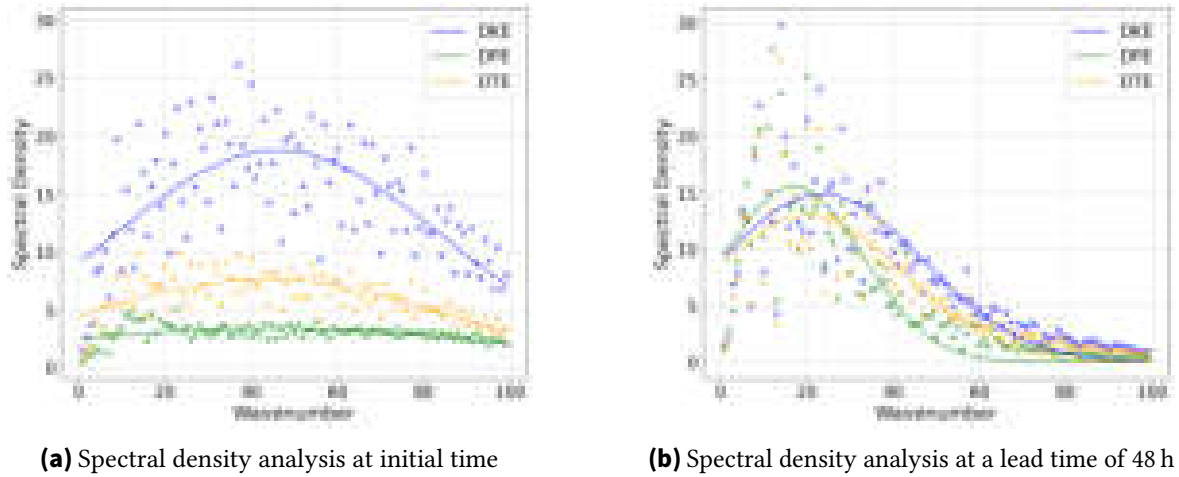 30
25
20
15
10
5
0
Spectral Density
DKE
DPE
DTE
0 20 40 60 80 100
Wavenumber
(a) Spectral density analysis at initial time
30
25
20
15
10
5
0
Spectral Density
DKE
DPE
DTE
0 20 40 60 80 100
Wavenumber
(b) Spectral density analysis at a lead time of 48 h